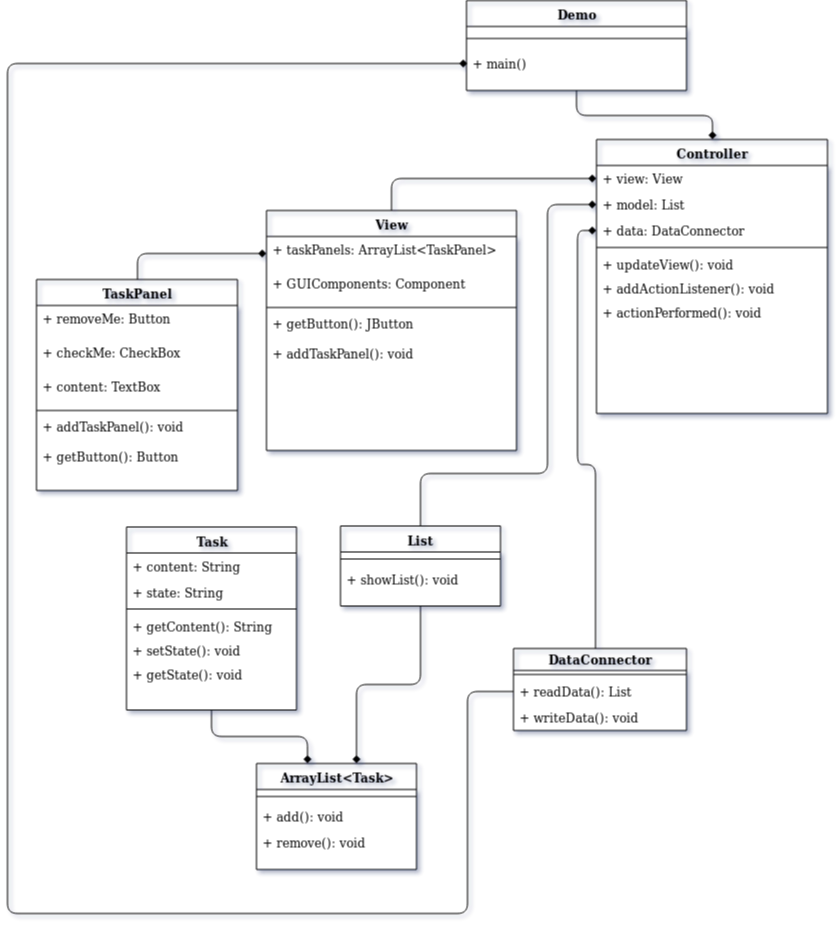 Demo
+ main()
Controller
+ view: View
+ model: List
+ data: DataConnector
+ updateView(): void
+ addActionListener(): void
+ actionPerformed(): void
View
+ taskPanels: ArrayList<TaskPanel>
+ GUIComponents: Component
+ getButton(): JButton
+ addTaskPanel(): void
TaskPanel
+ removeMe: Button
+ checkMe: CheckBox
+ content: TextBox
+ addTaskPanel(): void
+ getButton(): Button
Task
+ content: String
+ state: String
+ getContent(): String
+ setState(): void
+ getState(): void
List
+ showList(): void
DataConnector
+ readData(): List
+ writeData(): void
ArrayList<Task>
+ add(): void
+ remove(): void